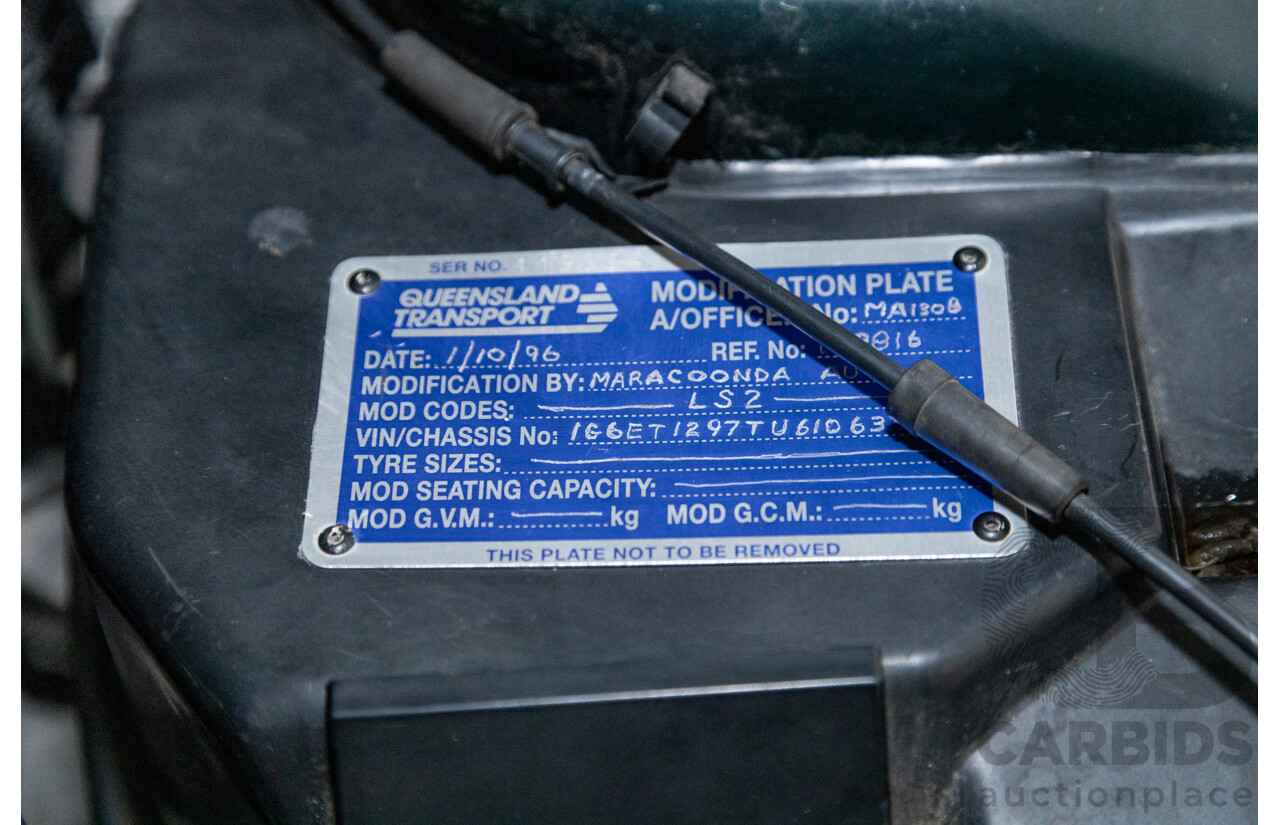 SER NO.
QUEENSLAND TRANSPORT
MODIFICATION PLATE
A/OFFICER No: MA130B
DATE: 1/10/96 REF. No:
MODIFICATION BY: MARACOONDA
MOD CODES: LS2
VIN/CHASSIS No: 1G6ET1297TU61063
TYRE SIZES:
MOD SEATING CAPACITY:
MOD G.V.M.: kg MOD G.C.M.: kg
THIS PLATE NOT TO BE REMOVED
CARBIDS
auctionplace